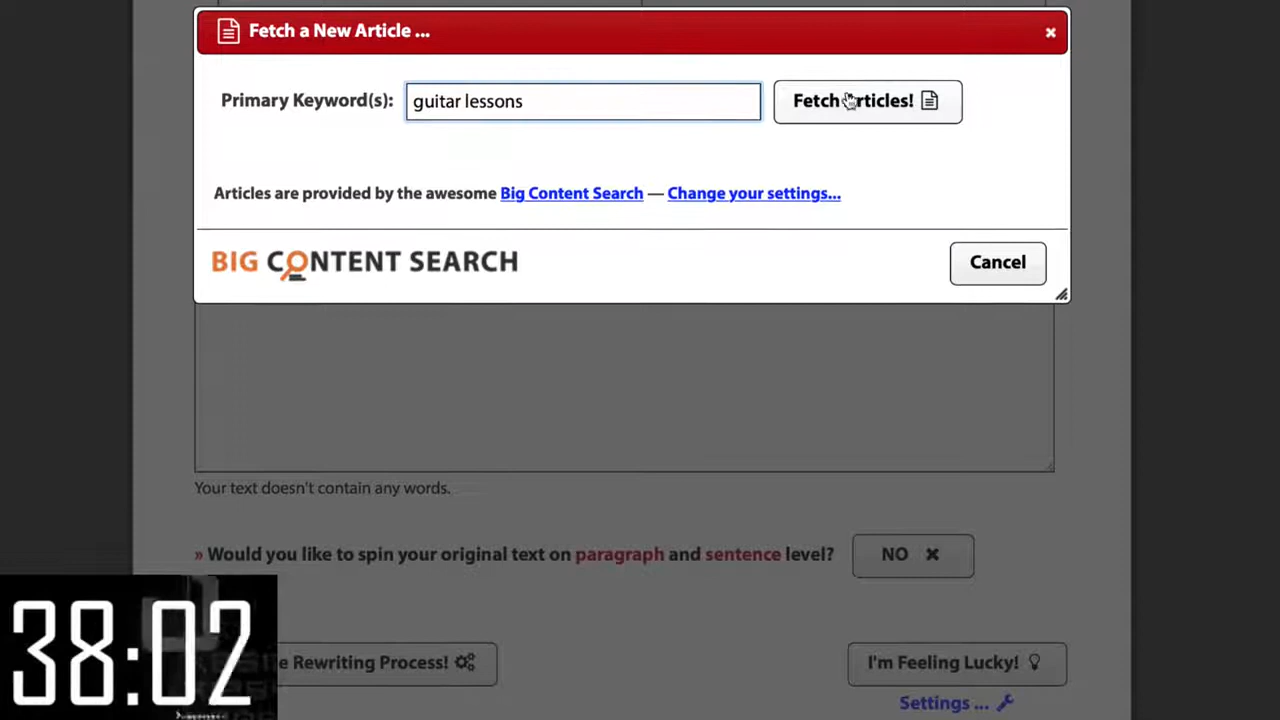 Fetch a New Article ...
Primary Keyword(s): guitar lessons Fetch Articles!
Articles are provided by the awesome Big Content Search — Change your settings...
BIG CONTENT SEARCH Cancel
Your text doesn't contain any words.
» Would you like to spin your original text on paragraph and sentence level? NO
38:02
e Rewriting Process! I'm Feeling Lucky!
Settings ...